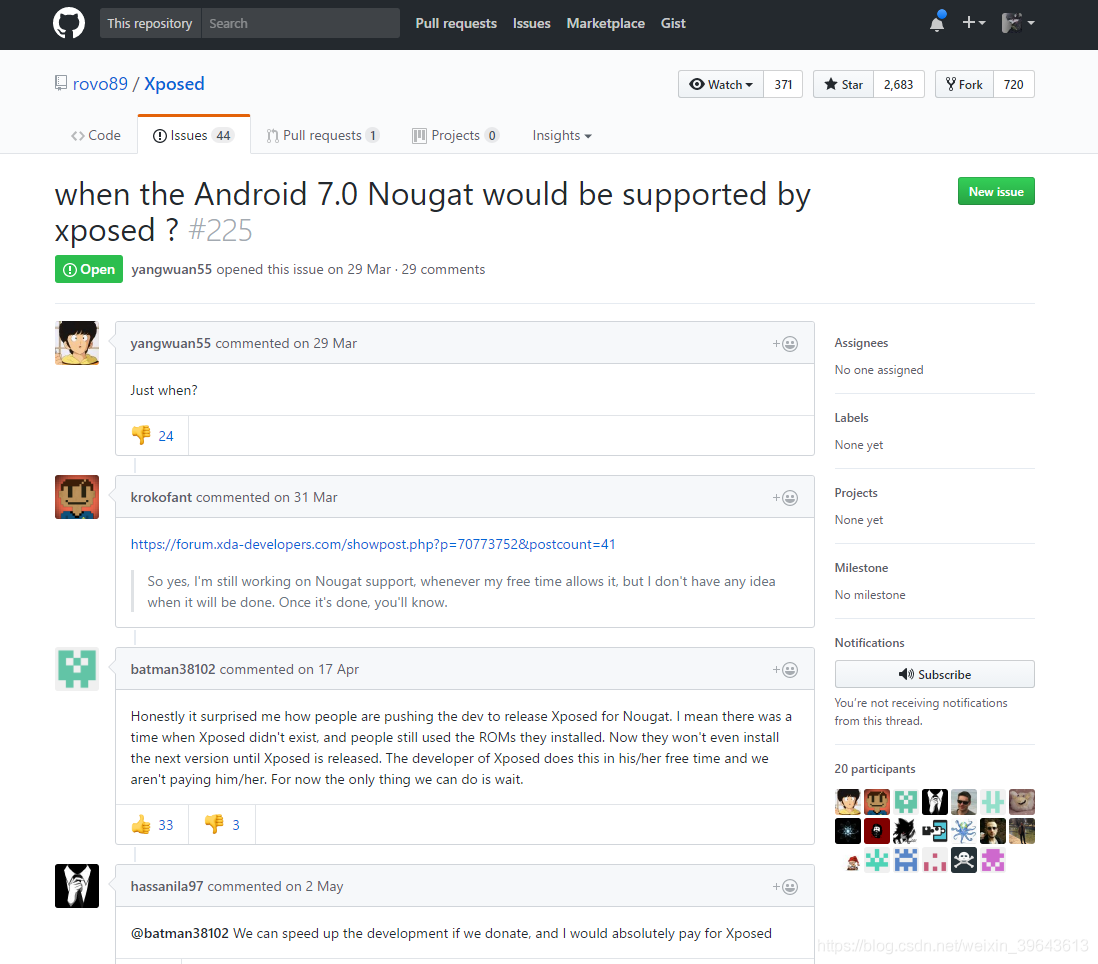 This repository Search Pull requests Issues Marketplace Gist
rovo89 / Xposed Watch 371 Star 2,683 Fork 720
Code Issues 44 Pull requests 1 Projects 0 Insights
when the Android 7.0 Nougat would be supported by
xposed ? #225
New issue
Open yangwuan55 opened this issue on 29 Mar · 29 comments
yangwuan55 commented on 29 Mar
Just when?
24
krokofant commented on 31 Mar
https://forum.xda-developers.com/showpost.php?p=70773752&postcount=41
So yes, I'm still working on Nougat support, whenever my free time allows it, but I don't have any idea
when it will be done. Once it's done, you'll know.
batman38102 commented on 17 Apr
Honestly it surprised me how people are pushing the dev to release Xposed for Nougat. I mean there was a
time when Xposed didn't exist, and people still used the ROMs they installed. Now they won't even install
the next version until Xposed is released. The developer of Xposed does this in his/her free time and we
aren't paying him/her. For now the only thing we can do is wait.
33 3
hassanila97 commented on 2 May
@batman38102 We can speed up the development if we donate, and I would absolutely pay for Xposed
Assignees
No one assigned
Labels
None yet
Projects
None yet
Milestone
No milestone
Notifications
Subscribe
You're not receiving notifications
from this thread.
20 participants
https://blog.csdn.net/weixin_39643613